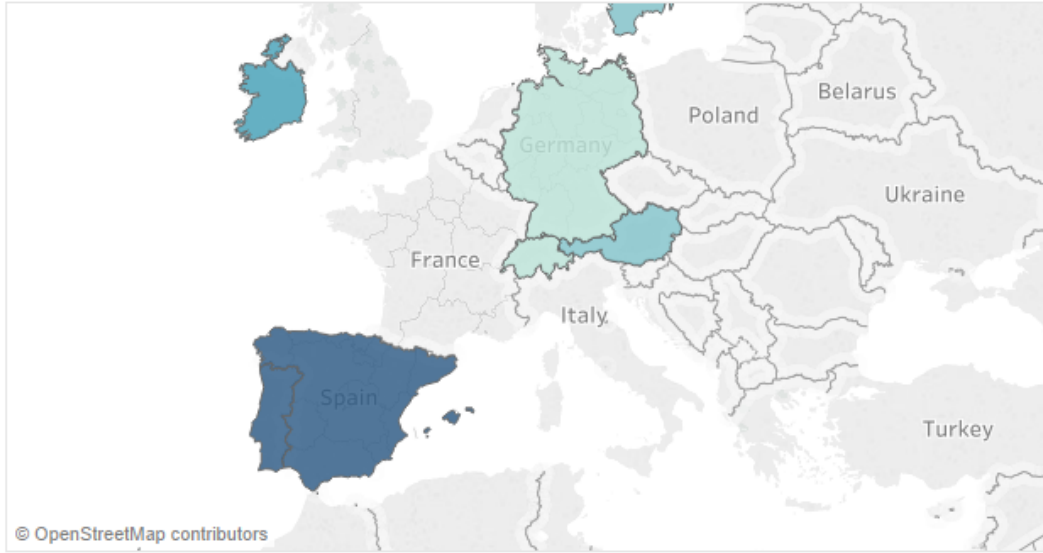 Belarus
Poland
Germany
Ukraine
France
Italy
Spain
Turkey
© OpenStreetMap contributors